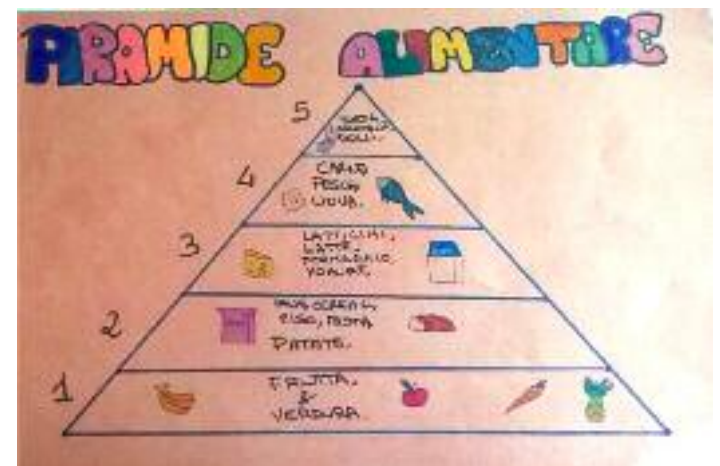 PIRAMIDE ALIMENTARE
5
DOLCI.
4
CARNE,
PESCE,
UOVA.
3
LATTICINI,
LATTE,
FORMAGGIO,
YOGURT.
2
CEREALI,
RISO, PASTA
PATATE.
1
FRUTTA
&
VERDURA.